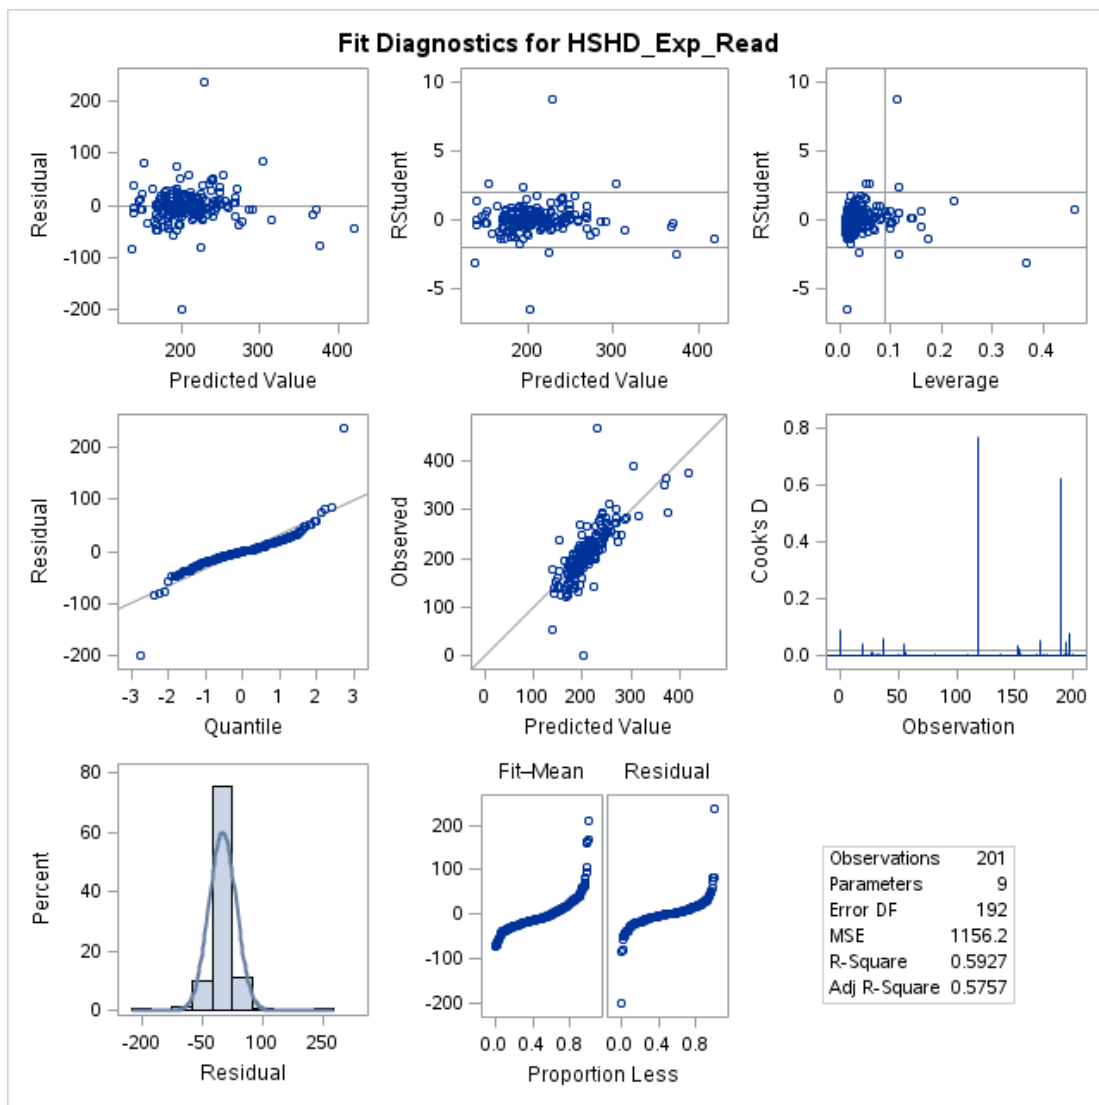 Fit Diagnostics for HSHD_Exp_Read
Residual
200
100
0
-100
-200
200 300 400
Predicted Value
RStudent
10
5
0
-5
200 300 400
Predicted Value
RStudent
10
5
0
-5
0.0 0.1 0.2 0.3 0.4
Leverage
Residual
200
100
0
-100
-200
-3 -2 -1 0 1 2 3
Quantile
Observed
400
300
200
100
0
0 100 200 300 400
Predicted Value
Cook's D
0.8
0.6
0.4
0.2
0.0
0 50 100 150 200
Observation
Percent
80
60
40
20
0
-200 -50 100 250
Residual
Fit–Mean Residual
200
100
0
-100
-200
0.0 0.4 0.8 0.0 0.4 0.8
Proportion Less
Observations 201
Parameters 9
Error DF 192
MSE 1156.2
R-Square 0.5927
Adj R-Square 0.5757